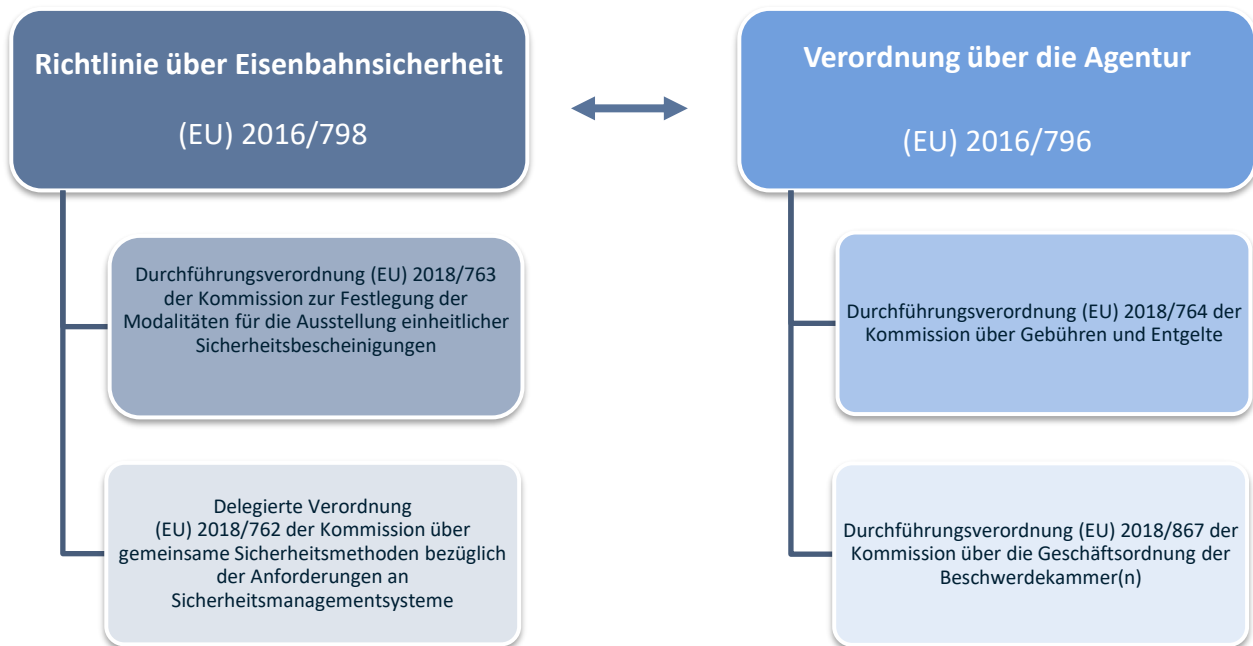 Richtlinie über Eisenbahnsicherheit
(EU) 2016/798
Durchführungsverordnung (EU) 2018/763
der Kommission zur Festlegung der
Modalitäten für die Ausstellung einheitlicher
Sicherheitsbescheinigungen
Delegierte Verordnung
(EU) 2018/762 der Kommission über
gemeinsame Sicherheitsmethoden bezüglich
der Anforderungen an
Sicherheitsmanagementsysteme
Verordnung über die Agentur
(EU) 2016/796
Durchführungsverordnung (EU) 2018/764 der
Kommission über Gebühren und Entgelte
Durchführungsverordnung (EU) 2018/867 der
Kommission über die Geschäftsordnung der
Beschwerdekammer(n)